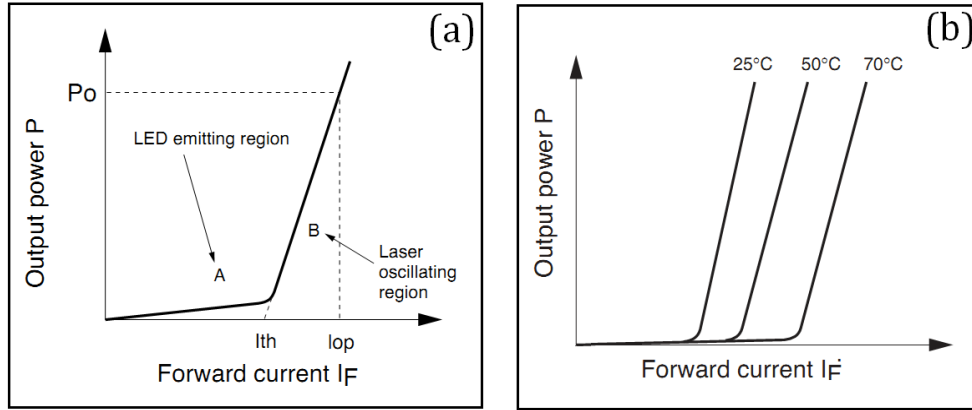 (a)
Output power P
Po
LED emitting region
A
B
Laser
oscillating
region
Ith
Iop
Forward current IF
(b)
Output power P
25°C
50°C
70°C
Forward current IF